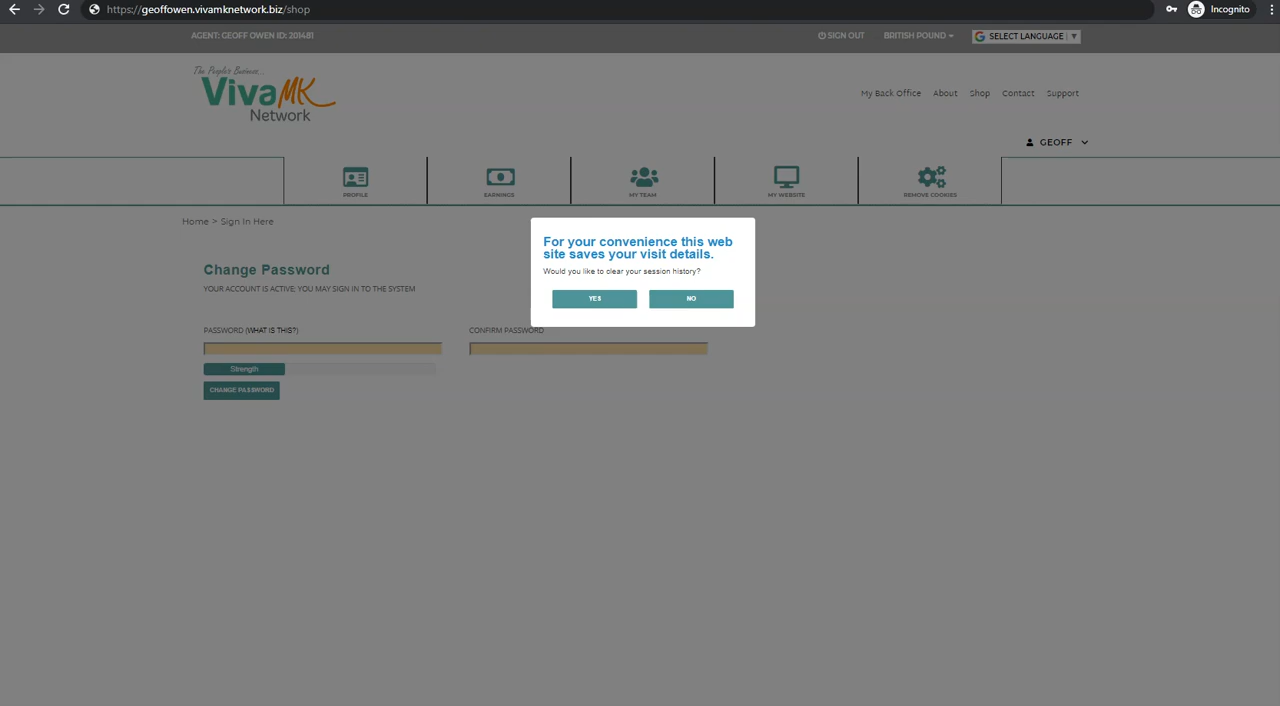 https://geoffowen.vivamknetwork.biz/shop
Incognito
AGENT: GEOFF OWEN ID: 201481
SIGN OUT
BRITISH POUND
SELECT LANGUAGE
The People's Business...
VivaMK
Network
My Back Office
About
Shop
Contact
Support
GEOFF
PROFILE
EARNINGS
MY TEAM
MY WEBSITE
REMOVE COOKIES
Home > Sign In Here
For your convenience this web
site saves your visit details.
Would you like to clear your session history?
YES
NO
Change Password
YOUR ACCOUNT IS ACTIVE; YOU MAY SIGN IN TO THE SYSTEM
PASSWORD (WHAT IS THIS?)
CONFIRM PASSWORD
Strength
CHANGE PASSWORD